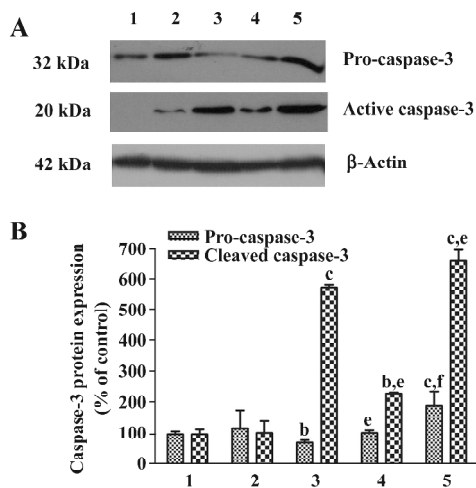 A
1 2 3 4 5
32 kDa Pro-caspase-3
20 kDa Active caspase-3
42 kDa β-Actin
B
Pro-caspase-3
Cleaved caspase-3
Caspase-3 protein expression
(% of control)
700
600
500
400
300
200
100
0
b
c
e
b,e
c,f
c,e
1 2 3 4 5